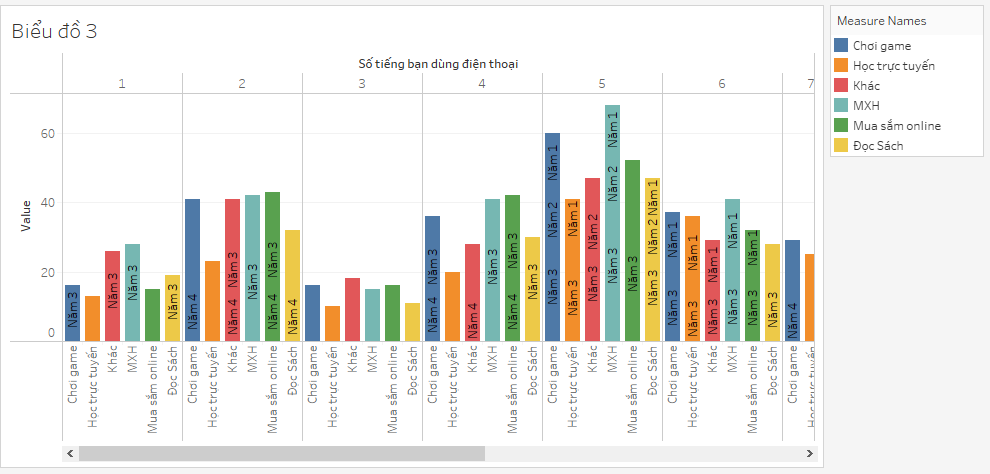 Biểu đồ 3
Số tiếng bạn dùng điện thoại
1 2 3 4 5 6 7
Value
60
40
20
0
Năm 3
Năm 3
Năm 3
Năm 3
Năm 4
Năm 4 Năm 3
Năm 3
Năm 4 Năm 3
Năm 4
Năm 4 Năm 3
Năm 4
Năm 3
Năm 4 Năm 3
Năm 3
Năm 3 Năm 2 Năm 1
Năm 3 Năm 1
Năm 3 Năm 2
Năm 3 Năm 2 Năm 1
Năm 3
Năm 3 Năm 2 Năm 1
Năm 3 Năm 1
Năm 3 Năm 1
Năm 3 Năm 1
Năm 3 Năm 1
Năm 3 Năm 1
Năm 3
Năm 4
Chơi game
Học trực tuyến
Khác
MXH
Mua sắm online
Đọc Sách
Chơi game
Học trực tuyến
Khác
MXH
Mua sắm online
Đọc Sách
Chơi game
Học trực tuyến
Khác
MXH
Mua sắm online
Đọc Sách
Chơi game
Học trực tuyến
Khác
MXH
Mua sắm online
Đọc Sách
Chơi game
Học trực tuyến
Khác
MXH
Mua sắm online
Đọc Sách
Chơi game
Học trực tuyến
Khác
MXH
Mua sắm online
Đọc Sách
Chơi game
Measure Names
Chơi game
Học trực tuyến
Khác
MXH
Mua sắm online
Đọc Sách